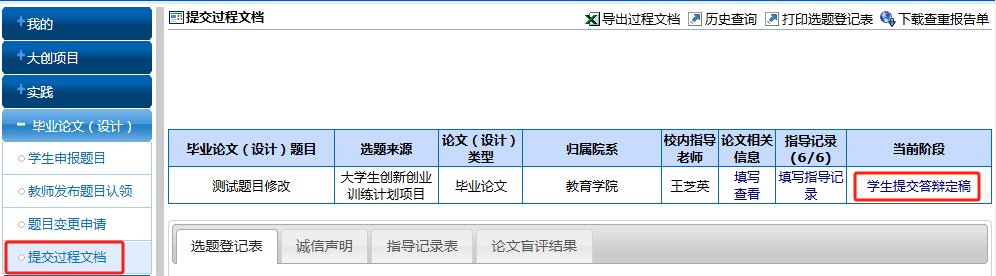 我的
大创项目
实践
毕业论文（设计）
学生申报题目
教师发布题目认领
题目变更申请
提交过程文档
提交过程文档
导出过程文档 历史查询 打印选题登记表 下载查重报告单
毕业论文（设计）题目 选题来源 论文（设计）类型 归属院系 校内指导老师 论文相关信息 指导记录(6/6) 当前阶段
测试题目修改 大学生创新创业训练计划项目 毕业论文 教育学院 王芝英 填写 查看 填写指导记录 学生提交答辩定稿
选题登记表 诚信声明 指导记录表 论文盲评结果